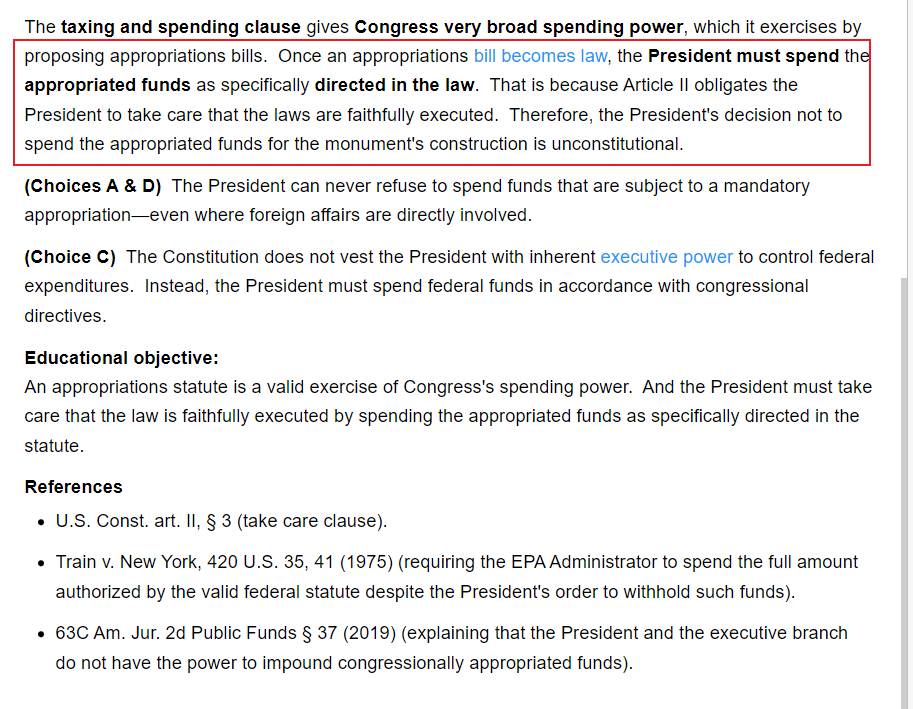 The taxing and spending clause gives Congress very broad spending power, which it exercises by
proposing appropriations bills.  Once an appropriations bill becomes law, the President must spend the
appropriated funds as specifically directed in the law.  That is because Article II obligates the
President to take care that the laws are faithfully executed.  Therefore, the President's decision not to
spend the appropriated funds for the monument's construction is unconstitutional.
(Choices A & D)  The President can never refuse to spend funds that are subject to a mandatory
appropriation—even where foreign affairs are directly involved.
(Choice C)  The Constitution does not vest the President with inherent executive power to control federal
expenditures.  Instead, the President must spend federal funds in accordance with congressional
directives.
Educational objective:
An appropriations statute is a valid exercise of Congress's spending power.  And the President must take
care that the law is faithfully executed by spending the appropriated funds as specifically directed in the
statute.
References
• U.S. Const. art. II, § 3 (take care clause).
• Train v. New York, 420 U.S. 35, 41 (1975) (requiring the EPA Administrator to spend the full amount
authorized by the valid federal statute despite the President's order to withhold such funds).
• 63C Am. Jur. 2d Public Funds § 37 (2019) (explaining that the President and the executive branch
do not have the power to impound congressionally appropriated funds).